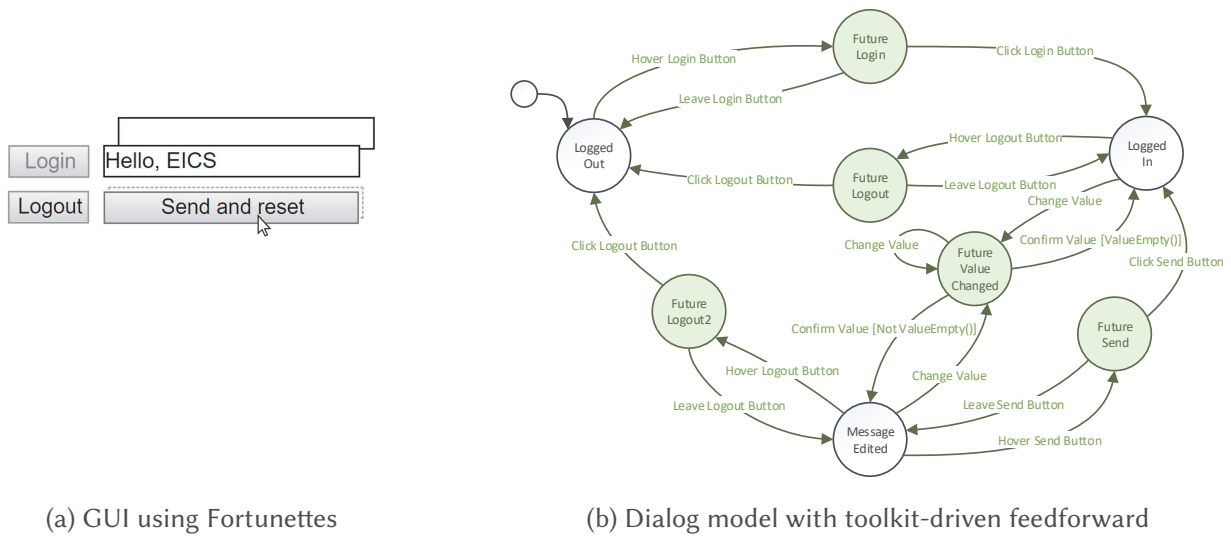 Login
Hello, EICS
Logout
Send and reset
(a) GUI using Fortunettes
Future
Login
Hover Login Button
Click Login Button
Leave Login Button
Logged
Out
Logged
In
Hover Logout Button
Future
Logout
Click Logout Button
Leave Logout Button
Change Value
Change Value
Future
Value
Changed
Confirm Value [ValueEmpty()]
Click Send Button
Click Logout Button
Future
Logout2
Confirm Value [Not ValueEmpty()]
Future
Send
Hover Logout Button
Change Value
Leave Logout Button
Leave Send Button
Message
Edited
Hover Send Button
(b) Dialog model with toolkit-driven feedforward